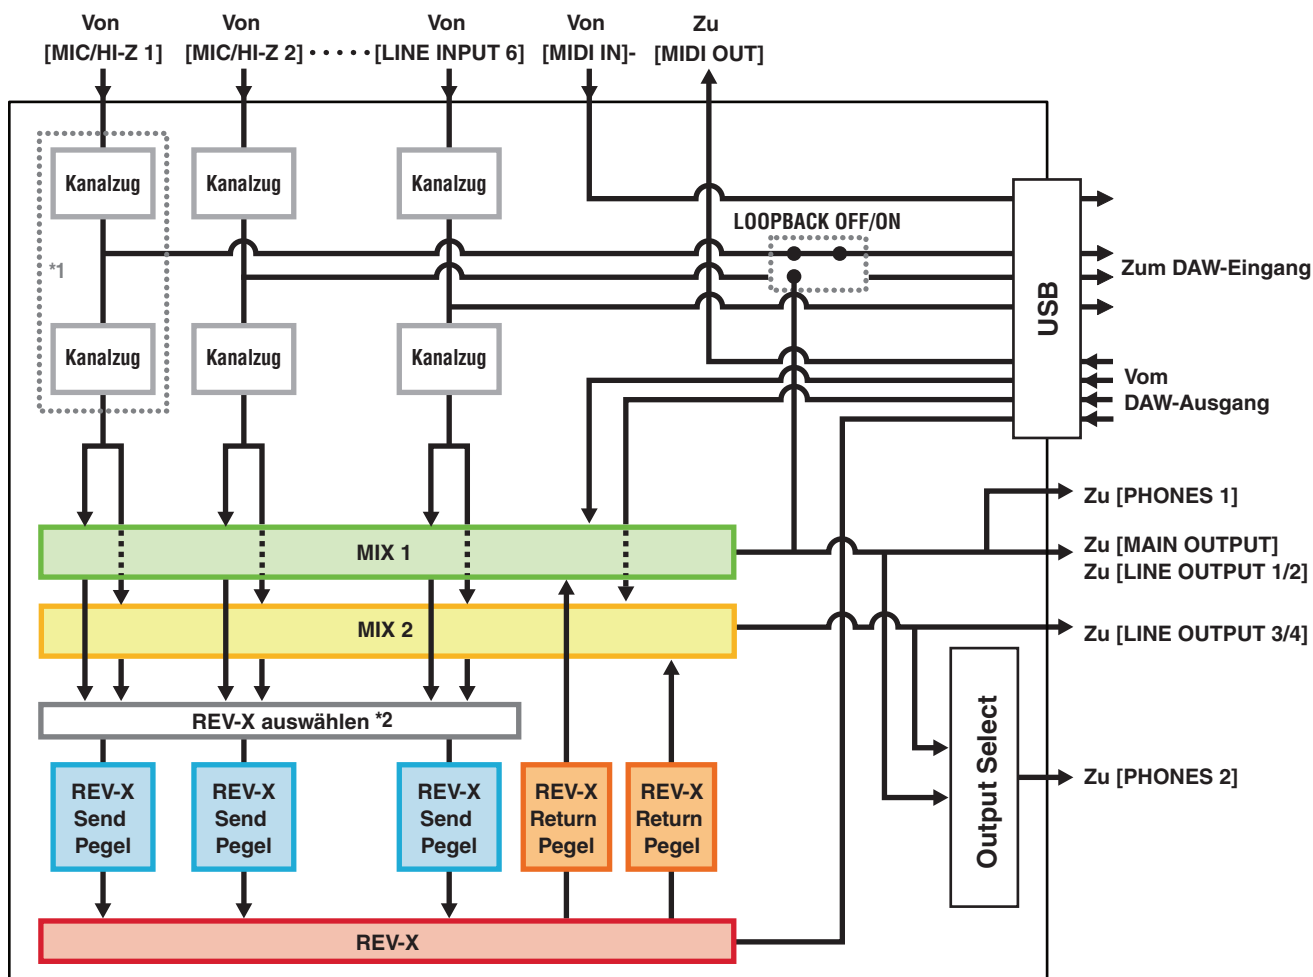 Von
[MIC/HI-Z 1]
Von
[MIC/HI-Z 2]
Von
[LINE INPUT 6]
Von
[MIDI IN]-
Zu
[MIDI OUT]
Kanalzug
Kanalzug
Kanalzug
LOOPBACK OFF/ON
*1
USB
Zum DAW-Eingang
Kanalzug
Kanalzug
Kanalzug
Vom
DAW-Ausgang
Zu [PHONES 1]
MIX 1
Zu [MAIN OUTPUT]
Zu [LINE OUTPUT 1/2]
MIX 2
Zu [LINE OUTPUT 3/4]
REV-X auswählen *2
Output Select
Zu [PHONES 2]
REV-X
Send
Pegel
REV-X
Send
Pegel
REV-X
Send
Pegel
REV-X
Return
Pegel
REV-X
Return
Pegel
REV-X